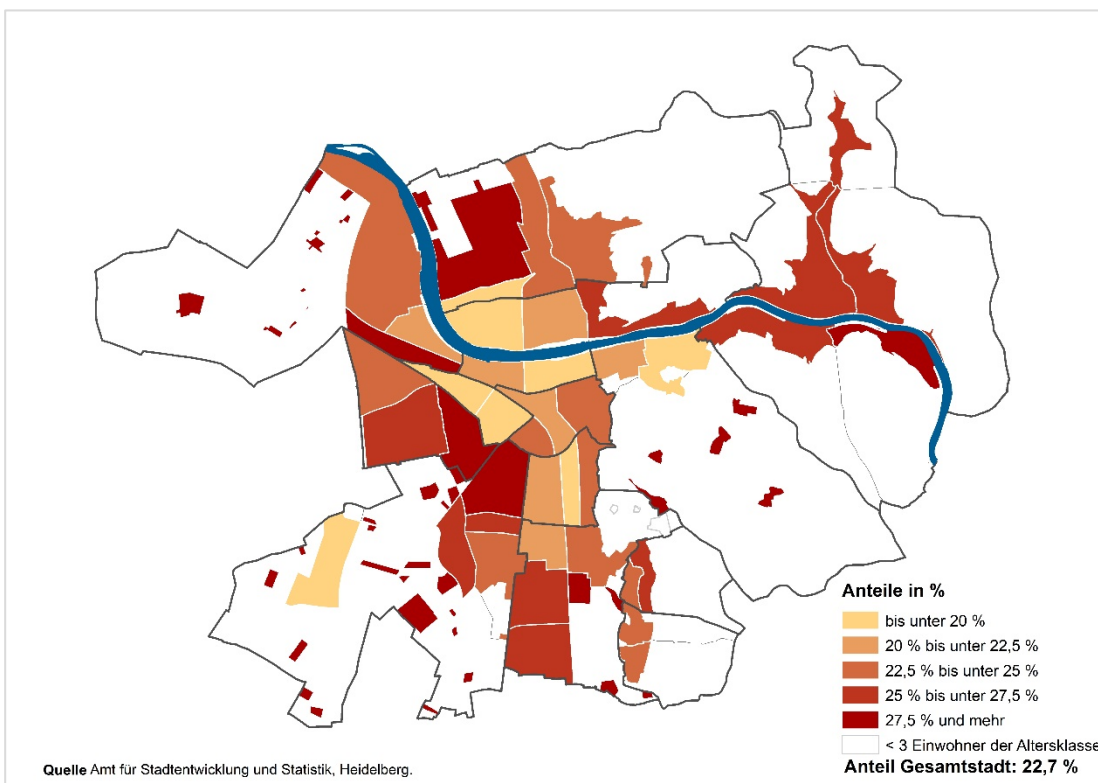 Anteile in %
bis unter 20 %
20 % bis unter 22,5 %
22,5 % bis unter 25 %
25 % bis unter 27,5 %
27,5 % und mehr
< 3 Einwohner der Altersklasse
Anteil Gesamtstadt: 22,7 %
Quelle Amt für Stadtentwicklung und Statistik, Heidelberg.